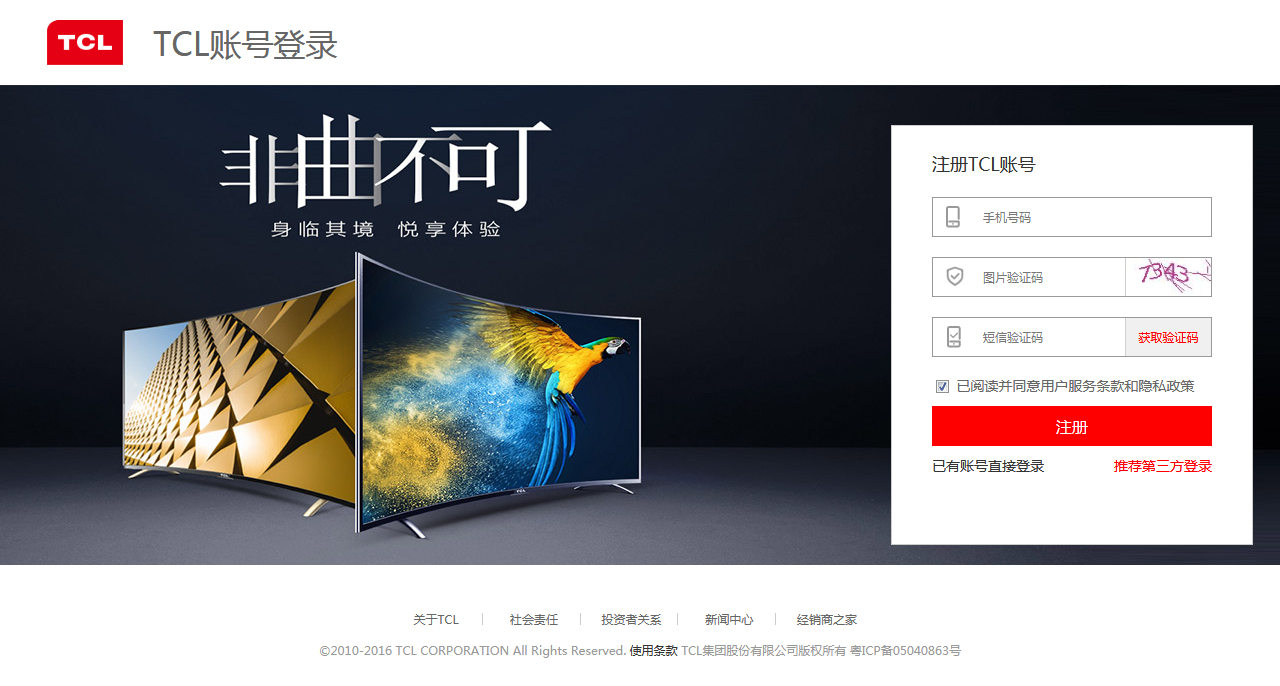 TCL
TCL账号登录
非曲不可
身临其境 悦享体验
注册TCL账号
手机号码
图片验证码
7343
短信验证码
获取验证码
已阅读并同意用户服务条款和隐私政策
注册
已有账号直接登录
推荐第三方登录
TCL
关于TCL
社会责任
投资者关系
新闻中心
经销商之家
©2010-2016 TCL CORPORATION All Rights Reserved. 使用条款 TCL集团股份有限公司版权所有 粤ICP备05040863号